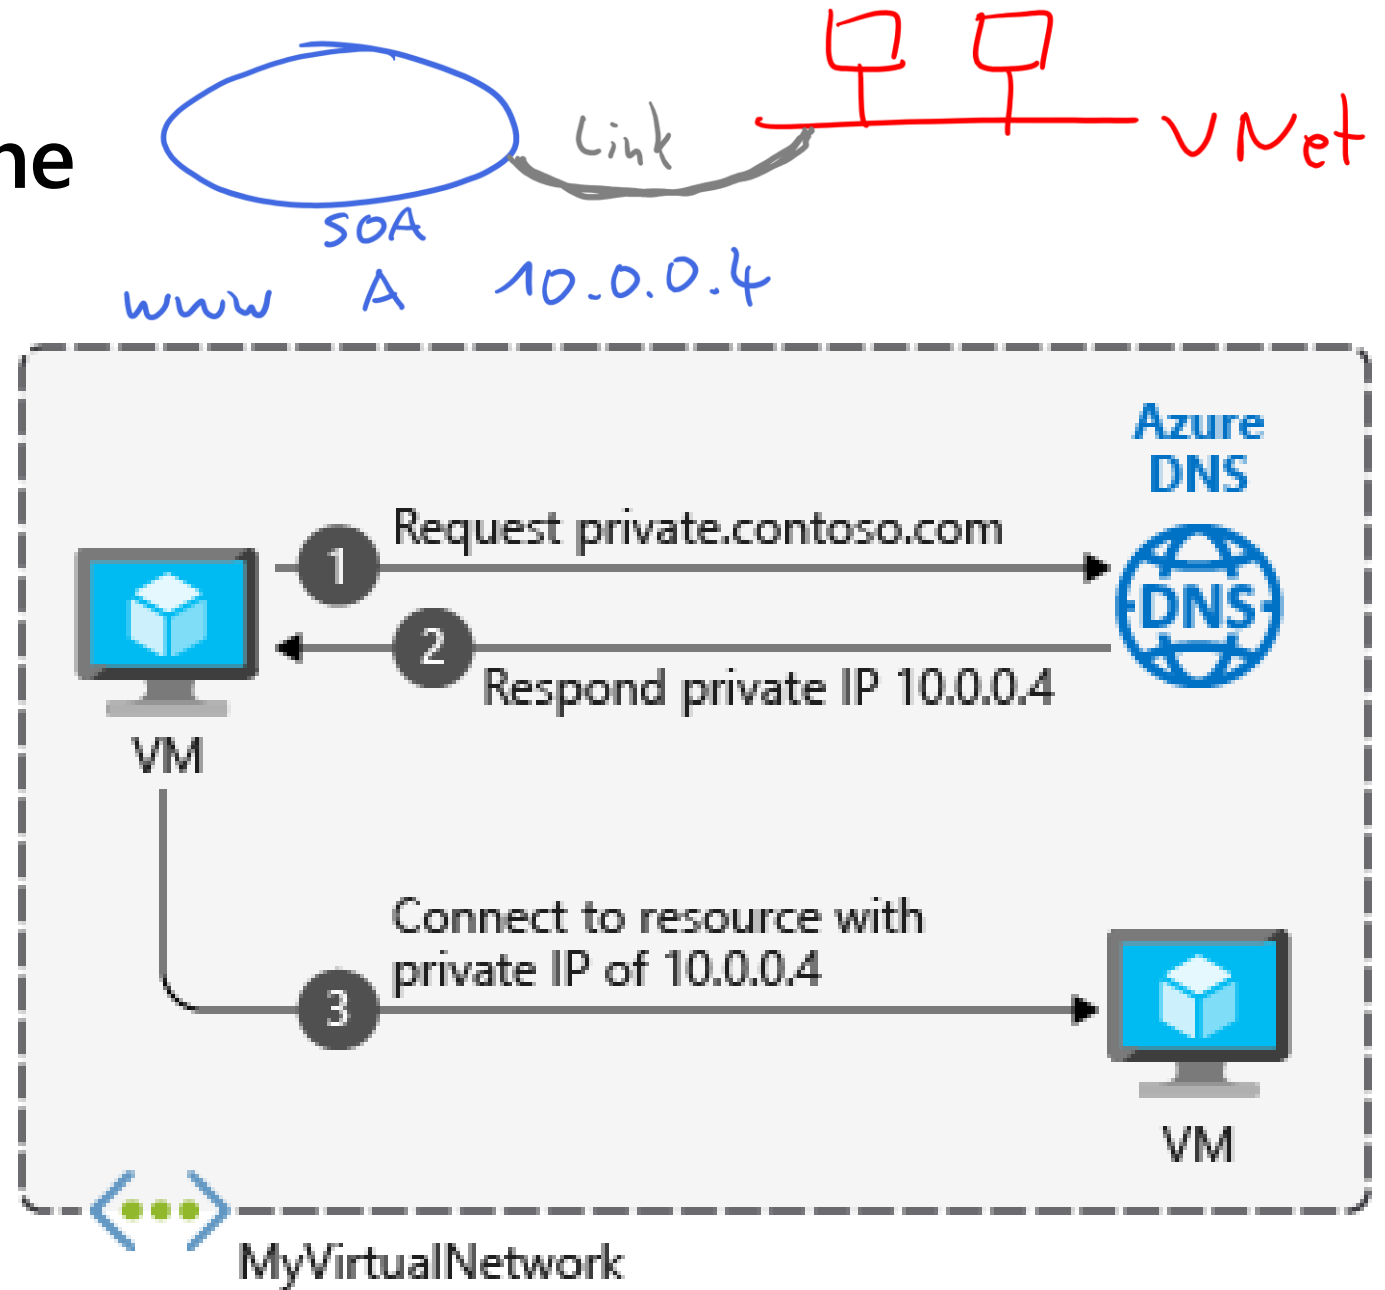 ne
Link
VNet
SOA
www A 10.0.0.4
Azure
DNS
Request private.contoso.com
1
DNS
2
Respond private IP 10.0.0.4
VM
Connect to resource with
private IP of 10.0.0.4
3
VM
MyVirtualNetwork